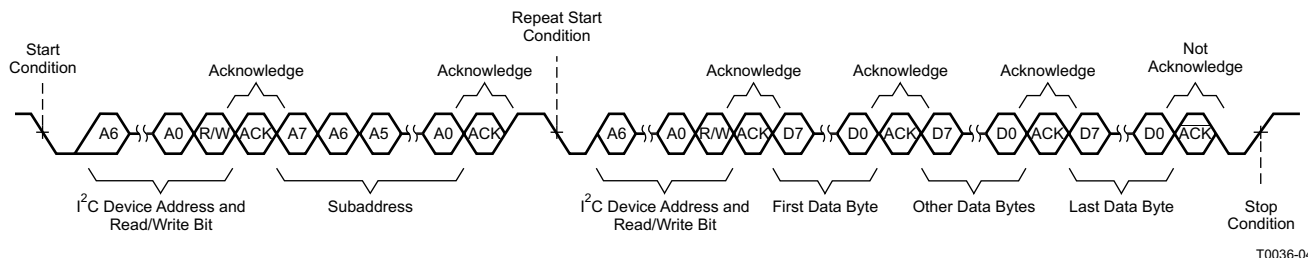 Repeat Start
Condition
Start
Condition
Not
Acknowledge
Acknowledge
Acknowledge
Acknowledge
Acknowledge
Acknowledge
A6 A0 R/W ACK A7 A6 A5 A0 ACK A6 A0 R/W ACK D7 D0 ACK D7 D0 ACK D7 D0 ACK
I²C Device Address and
Read/Write Bit
Subaddress
I²C Device Address and
Read/Write Bit
First Data Byte
Other Data Bytes
Last Data Byte
Stop
Condition